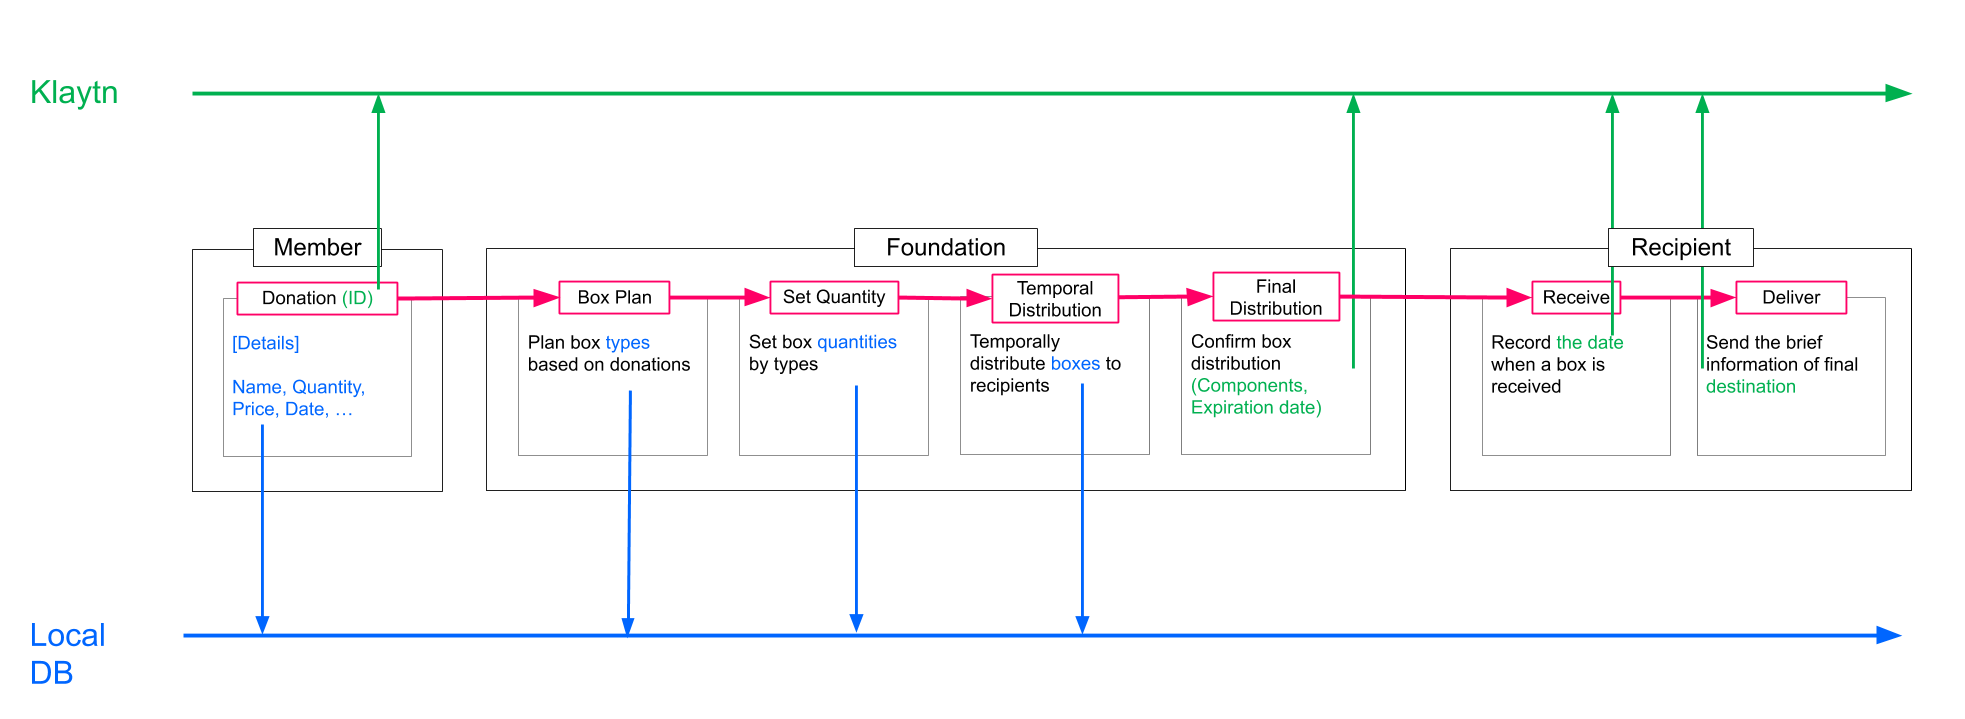 Klaytn
Member
Donation (ID)
[Details]
Name, Quantity,
Price, Date, …
Foundation
Box Plan
Plan box types
based on donations
Set Quantity
Set box quantities
by types
Temporal
Distribution
Temporally
distribute boxes to
recipients
Final
Distribution
Confirm box
distribution
(Components,
Expiration date)
Recipient
Receive
Record the date
when a box is
received
Deliver
Send the brief
information of final
destination
Local
DB